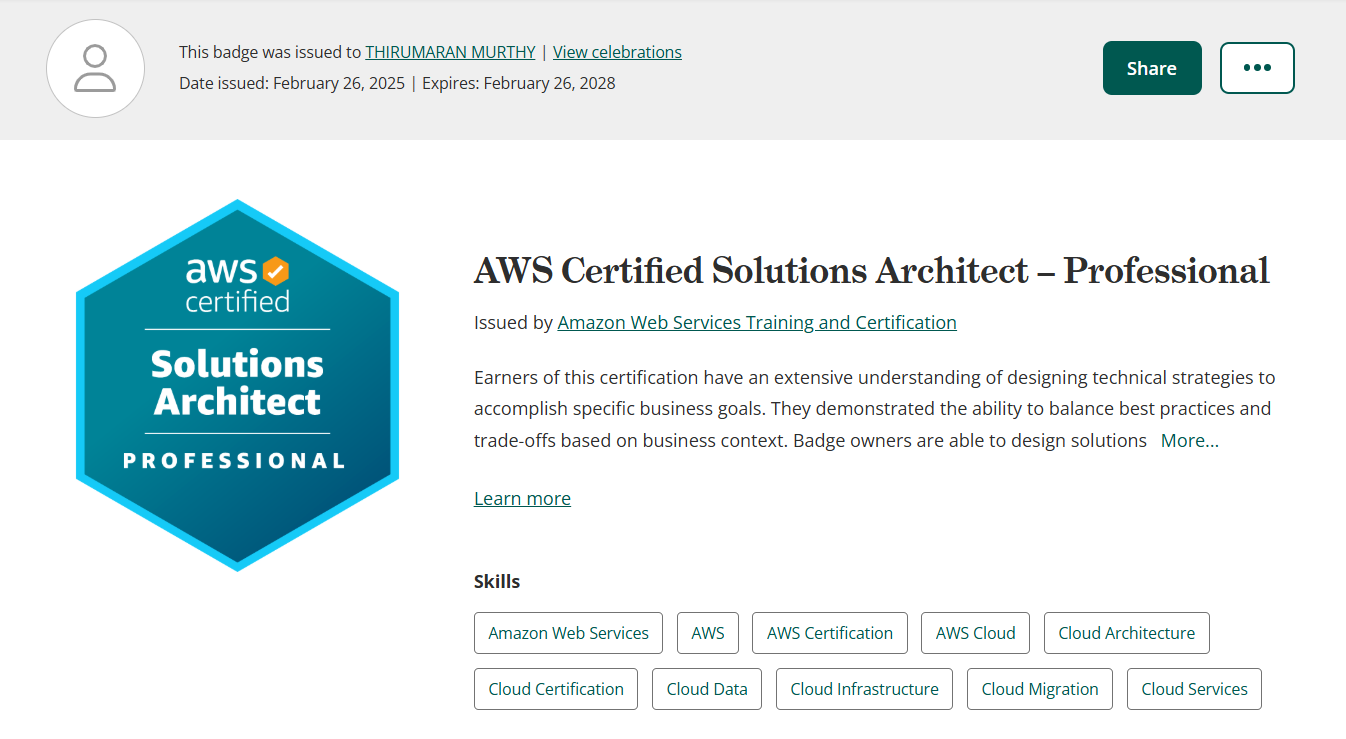 This badge was issued to THIRUMARAN MURTHY | View celebrations
Date issued: February 26, 2025 | Expires: February 26, 2028
Share
•••
aws
certified
Solutions
Architect
PROFESSIONAL
AWS Certified Solutions Architect – Professional
Issued by Amazon Web Services Training and Certification
Earners of this certification have an extensive understanding of designing technical strategies to
accomplish specific business goals. They demonstrated the ability to balance best practices and
trade-offs based on business context. Badge owners are able to design solutions More...
Learn more
Skills
Amazon Web Services AWS AWS Certification AWS Cloud Cloud Architecture
Cloud Certification Cloud Data Cloud Infrastructure Cloud Migration Cloud Services